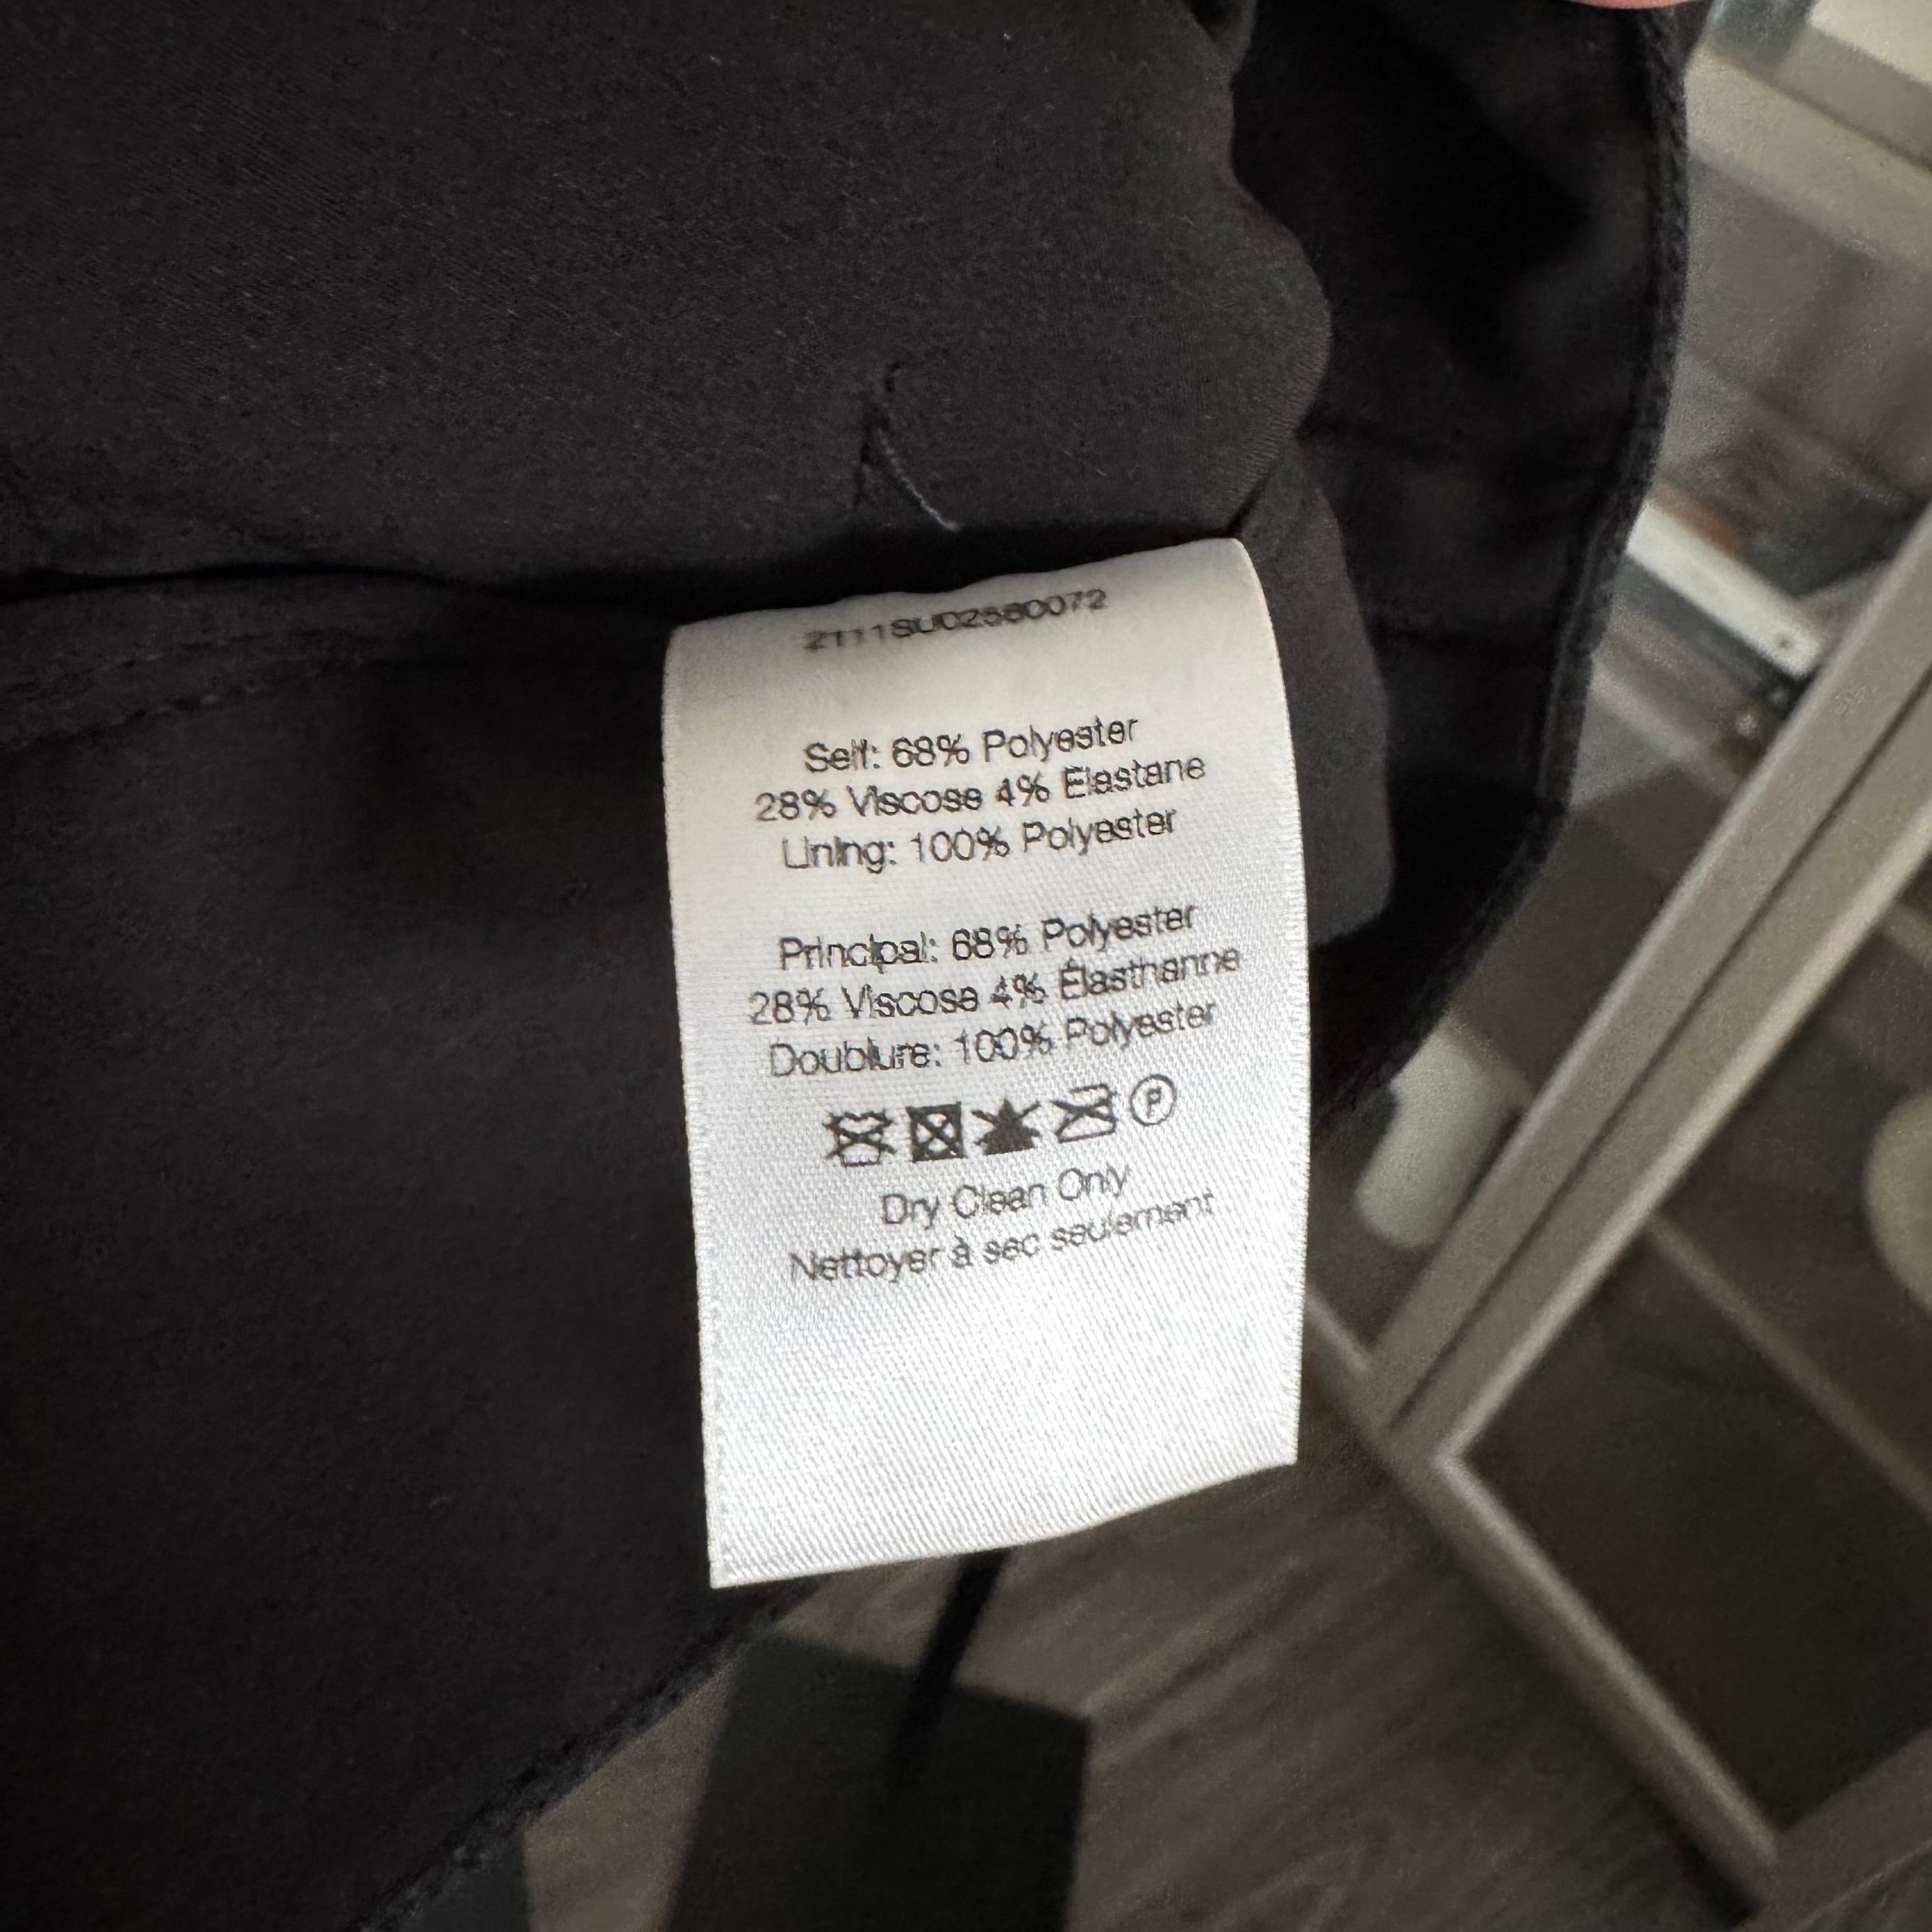 Self: 68% Polyester
28% Viscose 4% Elastane
Lining: 100% Polyester
Principal: 68% Polyester
28% Viscose 4% Élasthanne
Doublure: 100% Polyester
P
Dry Clean Only
Nettoyer à sec seulement